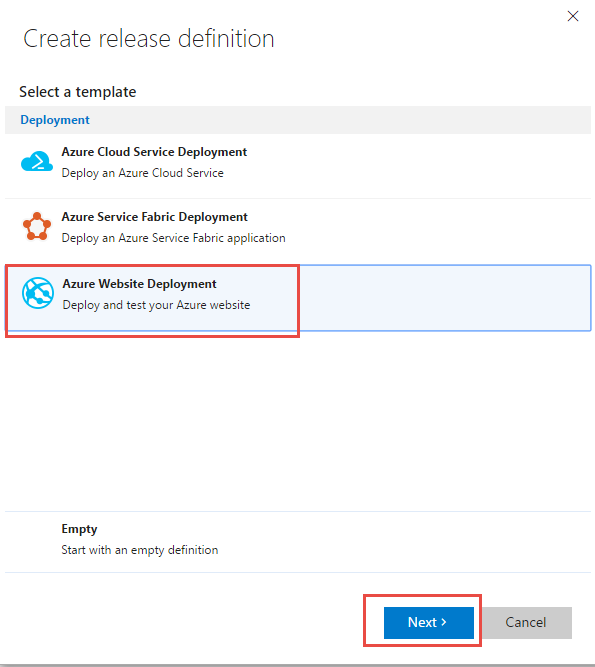 Create release definition
Select a template
Deployment
Azure Cloud Service Deployment
Deploy an Azure Cloud Service
Azure Service Fabric Deployment
Deploy an Azure Service Fabric application
Azure Website Deployment
Deploy and test your Azure website
Empty
Start with an empty definition
Next ›
Cancel